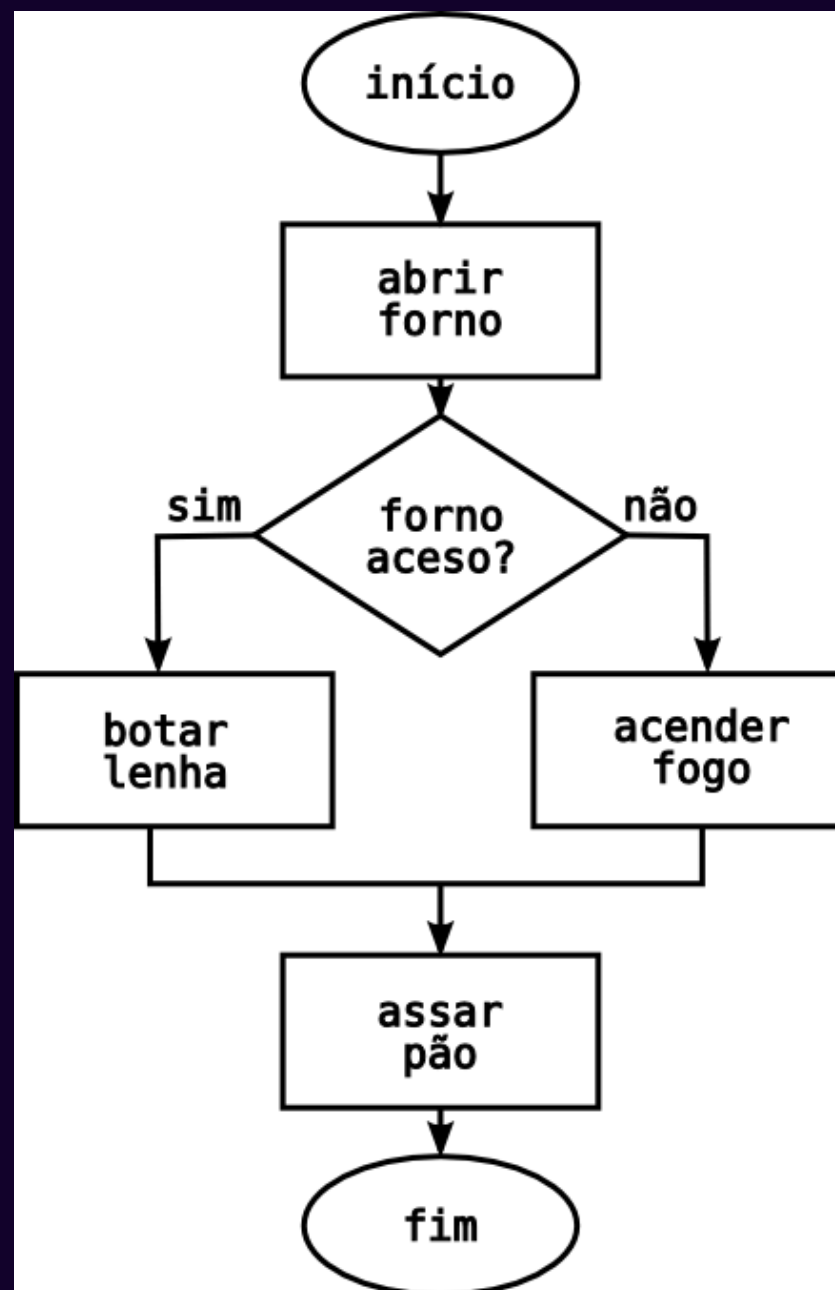 início
abrir
forno
forno
aceso?
sim
não
botar
lenha
acender
fogo
assar
pão
fim